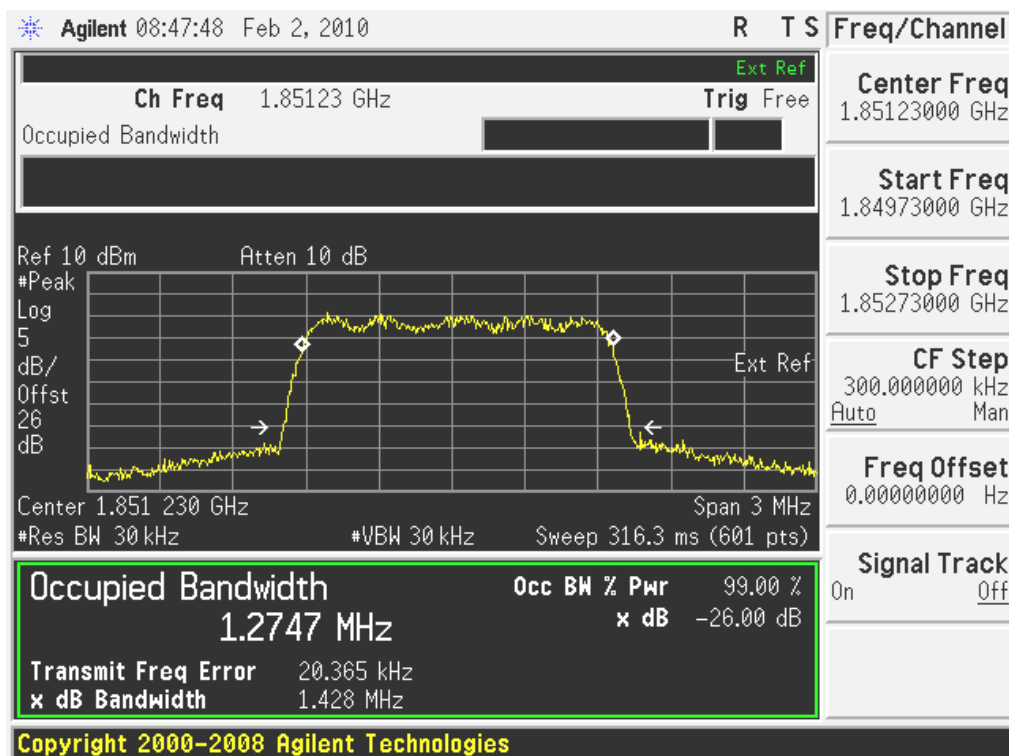 Agilent 08:47:48 Feb 2, 2010 R T S
Freq/Channel
Ext Ref
Ch Freq 1.85123 GHz Trig Free
Occupied Bandwidth
Center Freq
1.85123000 GHz
Start Freq
1.84973000 GHz
Stop Freq
1.85273000 GHz
CF Step
300.000000 kHz
Auto Man
Freq Offset
0.00000000 Hz
Signal Track
On Off
Ref 10 dBm Atten 10 dB
#Peak
Log
5
dB/
Offst
26
dB
Ext Ref
Center 1.851 230 GHz Span 3 MHz
#Res BW 30 kHz #VBW 30 kHz Sweep 316.3 ms (601 pts)
Occupied Bandwidth
1.2747 MHz
Occ BW % Pwr 99.00 %
x dB -26.00 dB
Transmit Freq Error 20.365 kHz
x dB Bandwidth 1.428 MHz
Copyright 2000-2008 Agilent Technologies